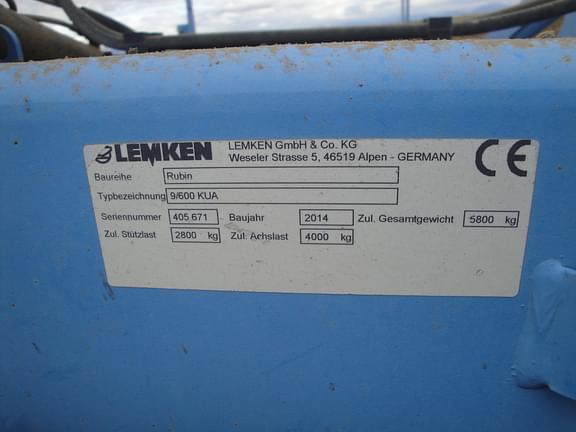 LEMKEN LEMKEN GmbH & Co. KG
Weseler Strasse 5, 46519 Alpen - GERMANY
CE
Baureihe Rubin
Typbezeichnung 9/600 KUA
Seriennummer 405.671 Baujahr 2014 Zul. Gesamtgewicht 5800 kg
Zul. Stützlast 2800 kg Zul. Achslast 4000 kg